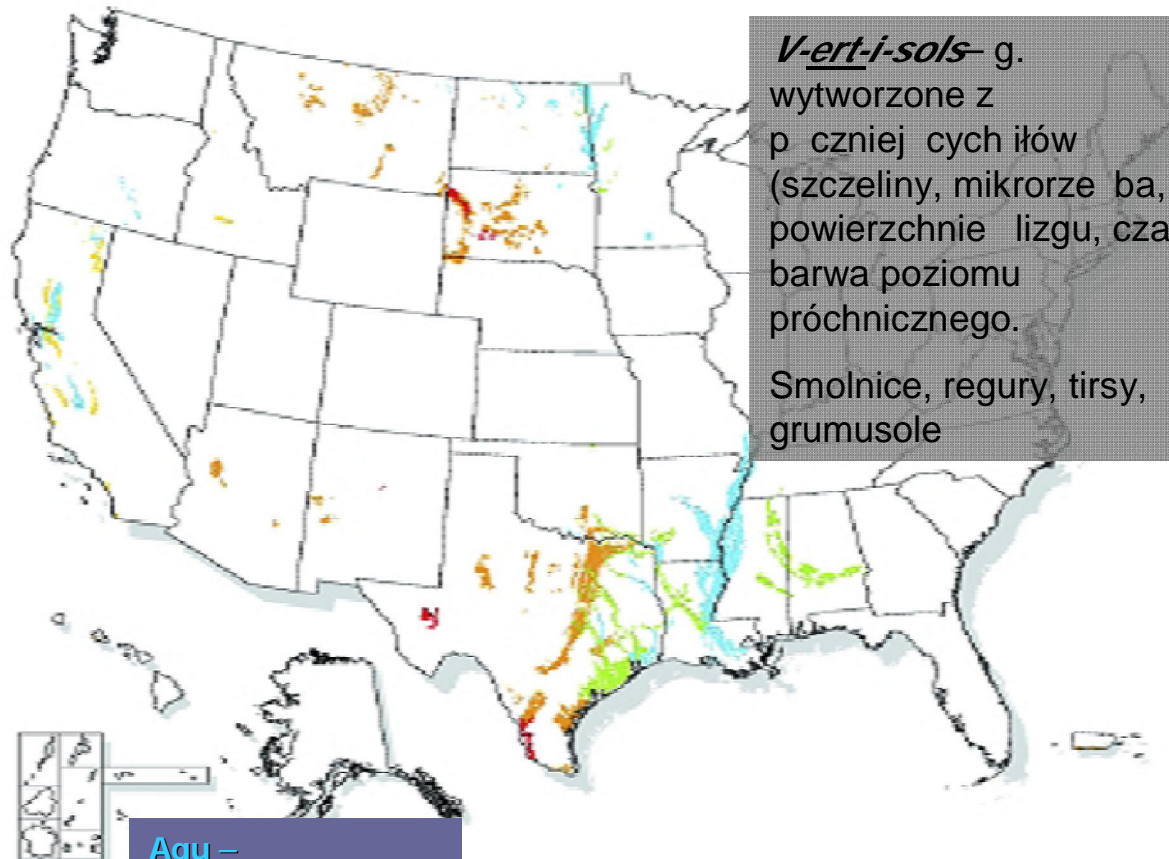 V-ert-i-sols– g.
wytworzone z
p czniej cych iłów
(szczeliny, mikrorze ba,
powierzchnie lizgu, cza
barwa poziomu
próchnicznego.
Smolnice, regury, tirsy,
grumusole
Aqu –